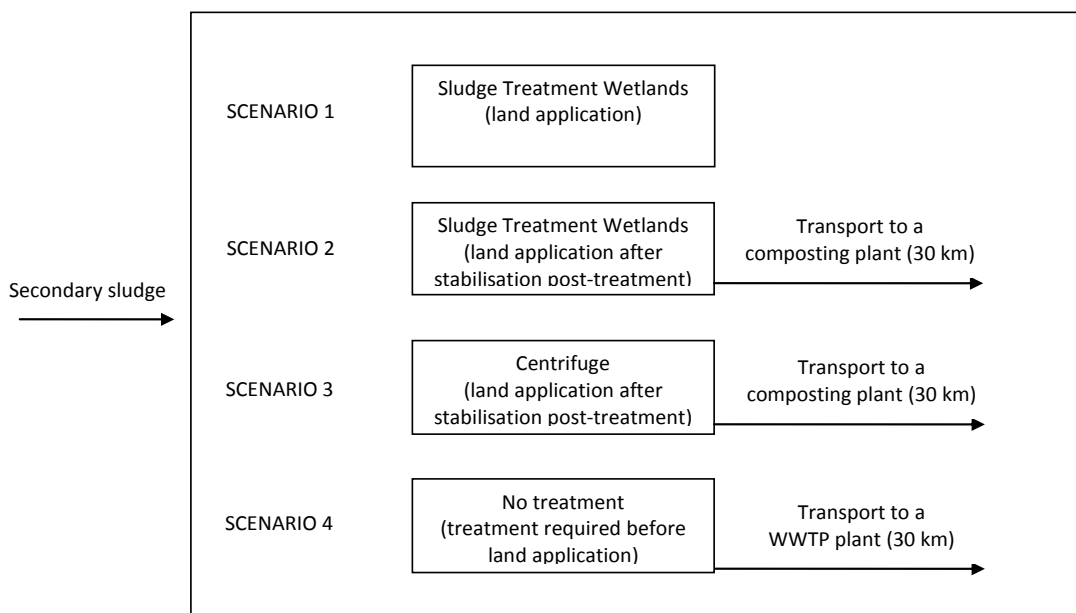 SCENARIO 1
Sludge Treatment Wetlands
(land application)
SCENARIO 2
Sludge Treatment Wetlands
(land application after
stabilisation post-treatment)
Transport to a
composting plant (30 km)
Secondary sludge
SCENARIO 3
Centrifuge
(land application after
stabilisation post-treatment)
Transport to a
composting plant (30 km)
SCENARIO 4
No treatment
(treatment required before
land application)
Transport to a
WWTP plant (30 km)